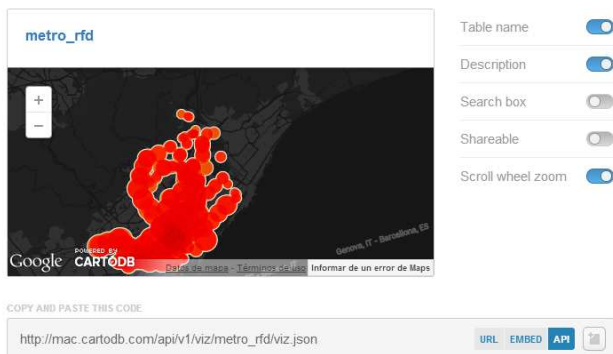 metro_rfd
Table name
Description
Search box
Shareable
Scroll wheel zoom
+
−
Genova, IT - Barcellona, ES
Google
POWERED BY
CARTODB
Datos de mapa - Términos de uso
Informar de un error de Maps
COPY AND PASTE THIS CODE
http://mac.cartodb.com/api/v1/viz/metro_rfd/viz.json
URL EMBED API